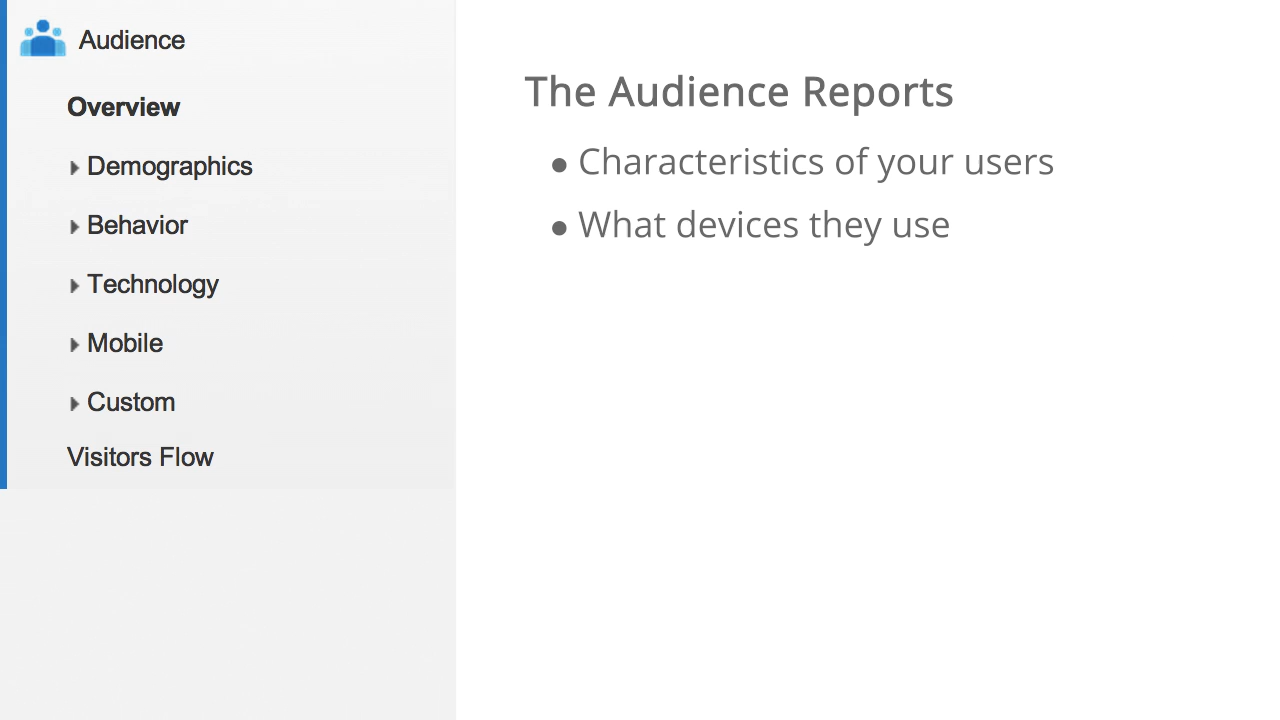 Audience
Overview
Demographics
Behavior
Technology
Mobile
Custom
Visitors Flow
The Audience Reports
• Characteristics of your users
• What devices they use